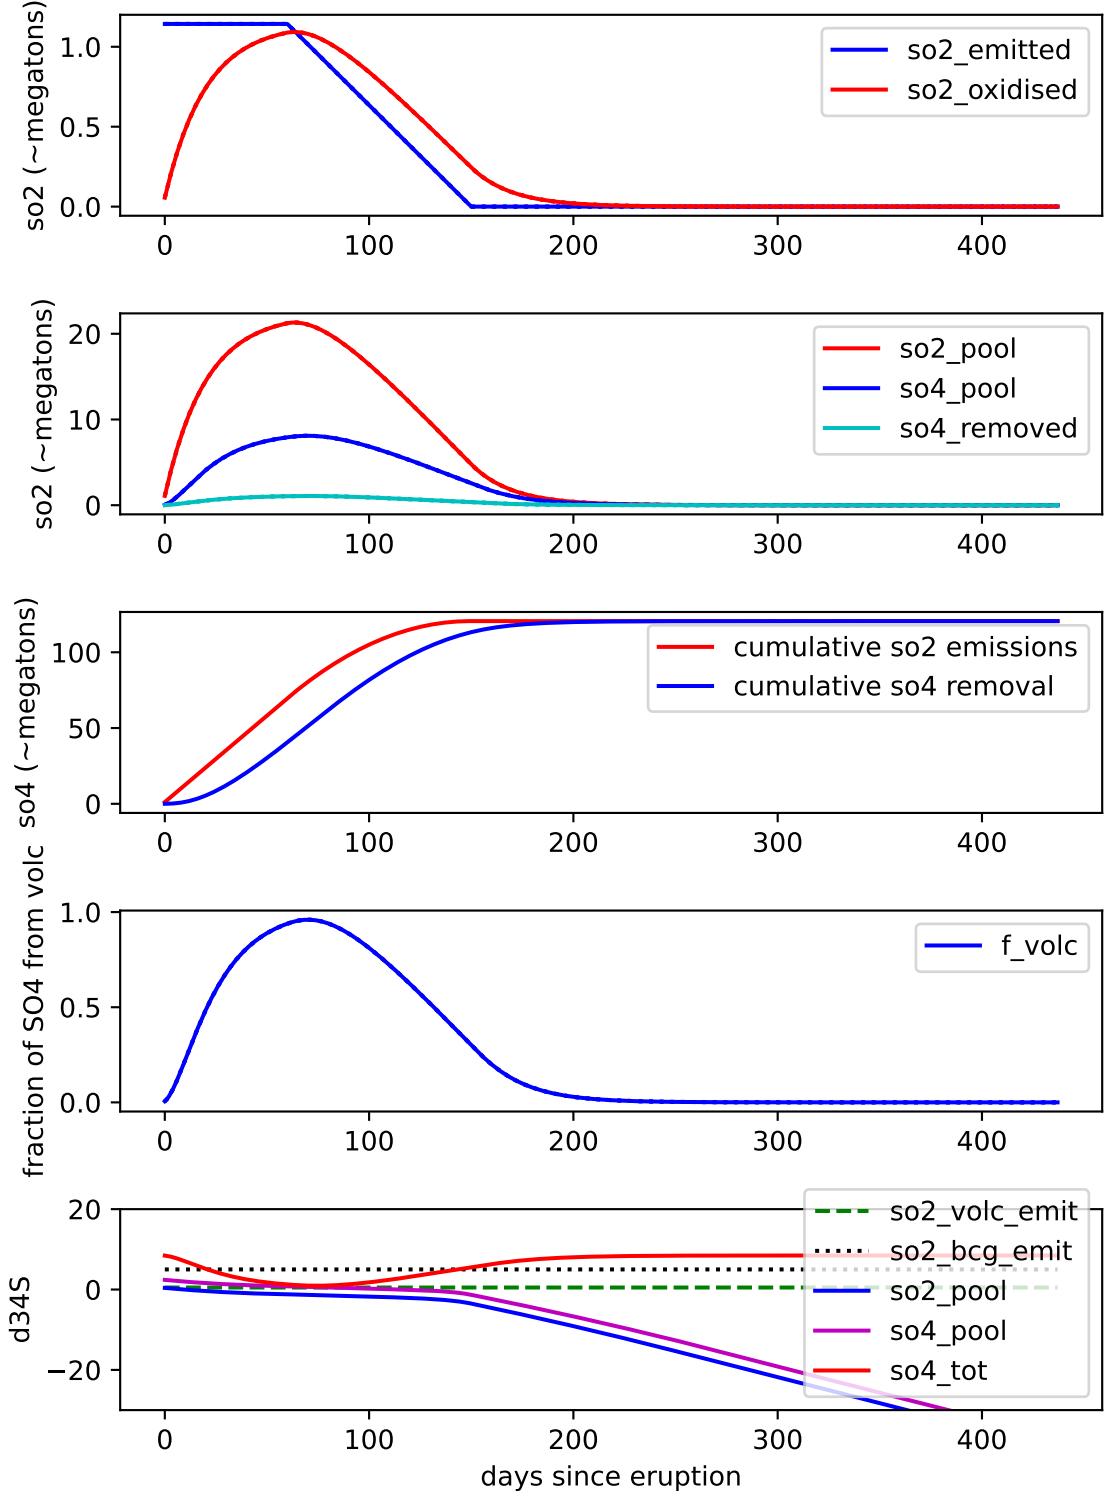 so2 (~megatons)
1.0
0.5
0.0
so2_emitted
so2_oxidised
0 100 200 300 400
so2 (~megatons)
20
10
0
so2_pool
so4_pool
so4_removed
0 100 200 300 400
so4 (~megatons)
100
50
0
cumulative so2 emissions
cumulative so4 removal
0 100 200 300 400
fraction of SO4 from volc
1.0
0.5
0.0
f_volc
0 100 200 300 400
d34S
20
0
−20
so2_volc_emit
so2_bcg_emit
so2_pool
so4_pool
so4_tot
0 100 200 300 400
days since eruption